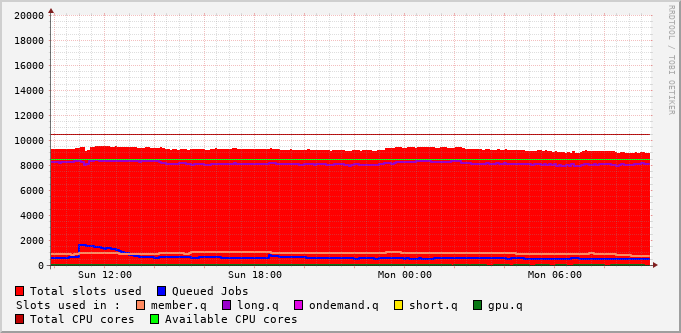 RRDTOOL / TOBI OETIKER
20000
18000
16000
14000
12000
10000
8000
6000
4000
2000
0
Sun 12:00 Sun 18:00 Mon 00:00 Mon 06:00
Total slots used Queued Jobs
Slots used in : member.q long.q ondemand.q short.q gpu.q
Total CPU cores Available CPU cores